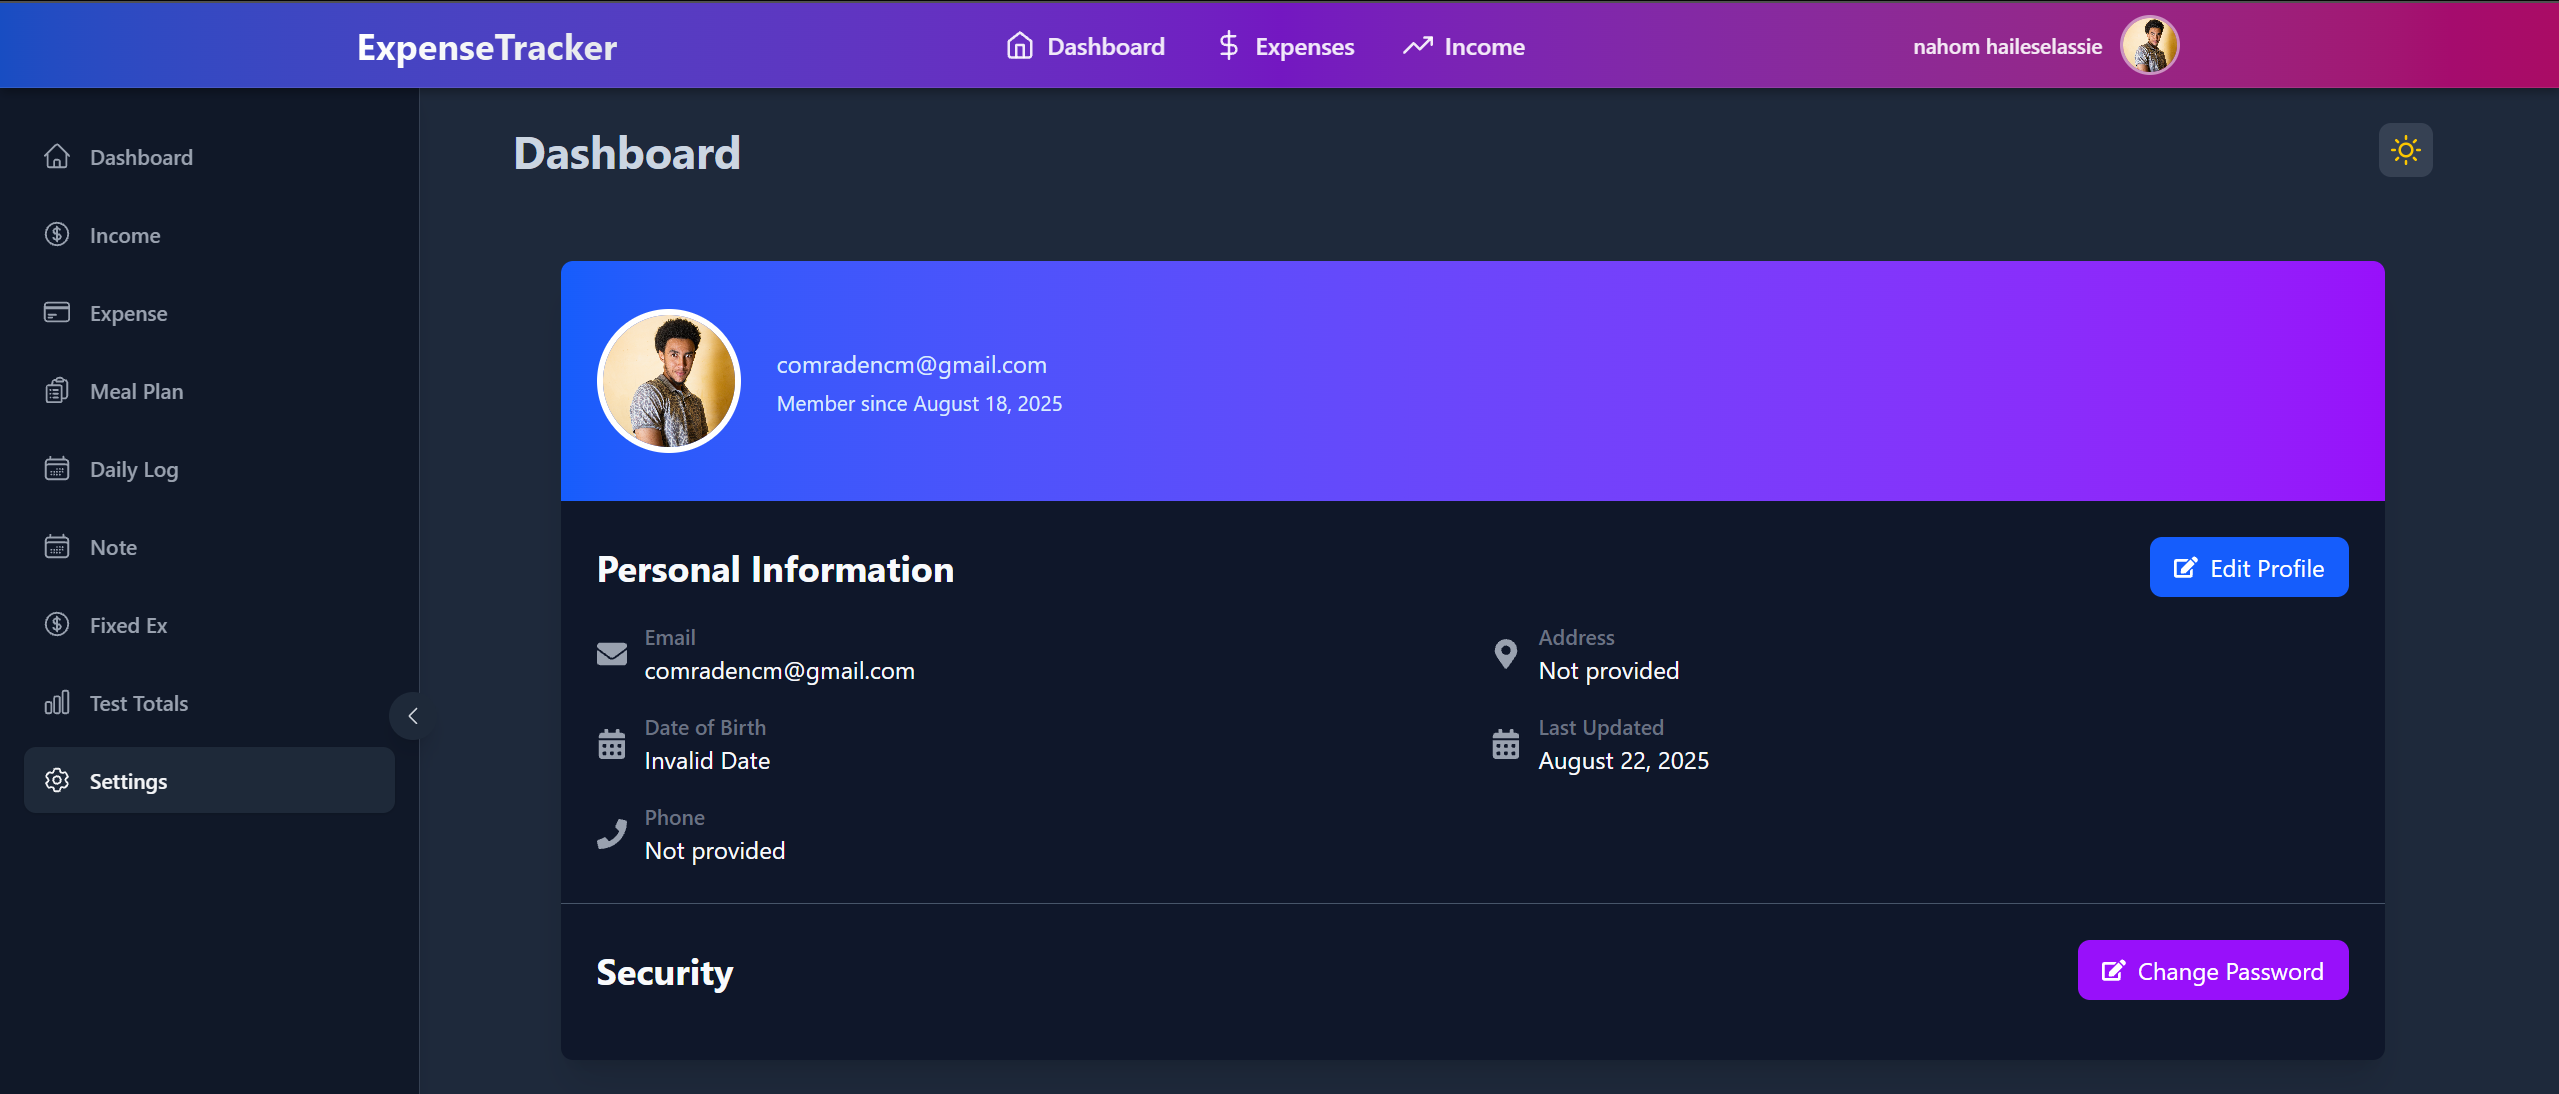 ExpenseTracker
Dashboard
Expenses
Income
nahom haileselassie
Dashboard
Income
Expense
Meal Plan
Daily Log
Note
Fixed Ex
Test Totals
Settings
Dashboard
comradencm@gmail.com
Member since August 18, 2025
Personal Information
Edit Profile
Email
comradencm@gmail.com
Address
Not provided
Date of Birth
Invalid Date
Last Updated
August 22, 2025
Phone
Not provided
Security
Change Password